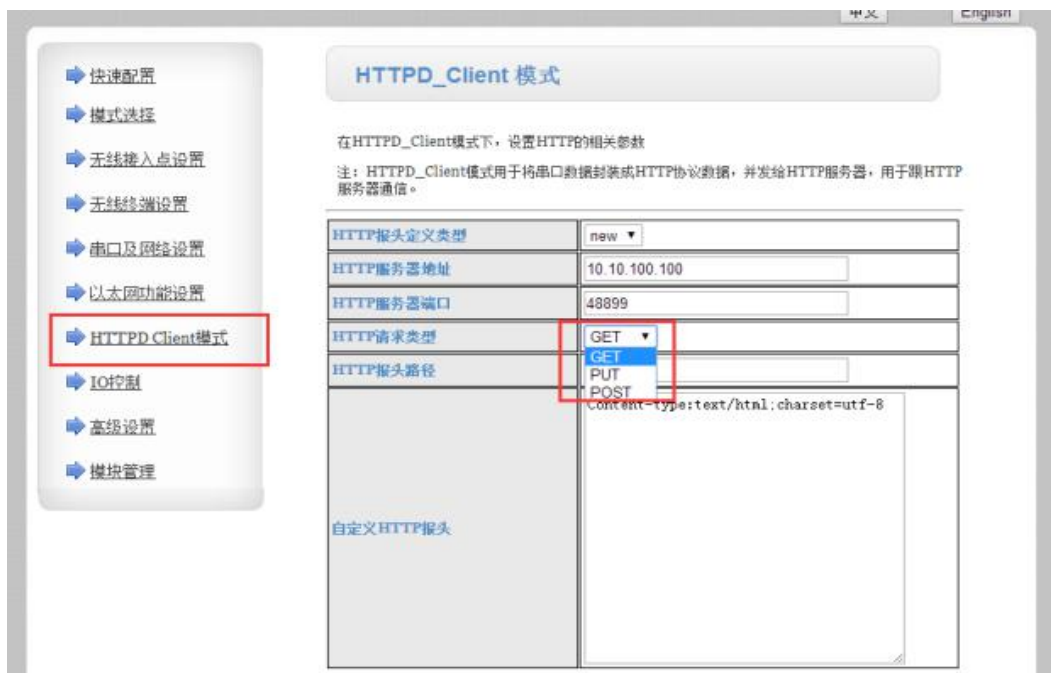 中文 English
快速配置
模式选择
无线接入点设置
无线终端设置
串口及网络设置
以太网功能设置
HTTPD Client模式
IO控制
高级设置
模块管理
HTTPD_Client 模式
在HTTPD_Client模式下，设置HTTP的相关参数
注：HTTPD_Client模式用于将串口数据封装成HTTP协议数据，并发给HTTP服务器，用于跟HTTP
服务器通信。
HTTP报头定义类型 new
HTTP服务器地址 10.10.100.100
HTTP服务器端口 48899
HTTP请求类型 GET
GET
PUT
POST
HTTP报头路径
Content-type:text/html;charset=utf-8
自定义HTTP报头